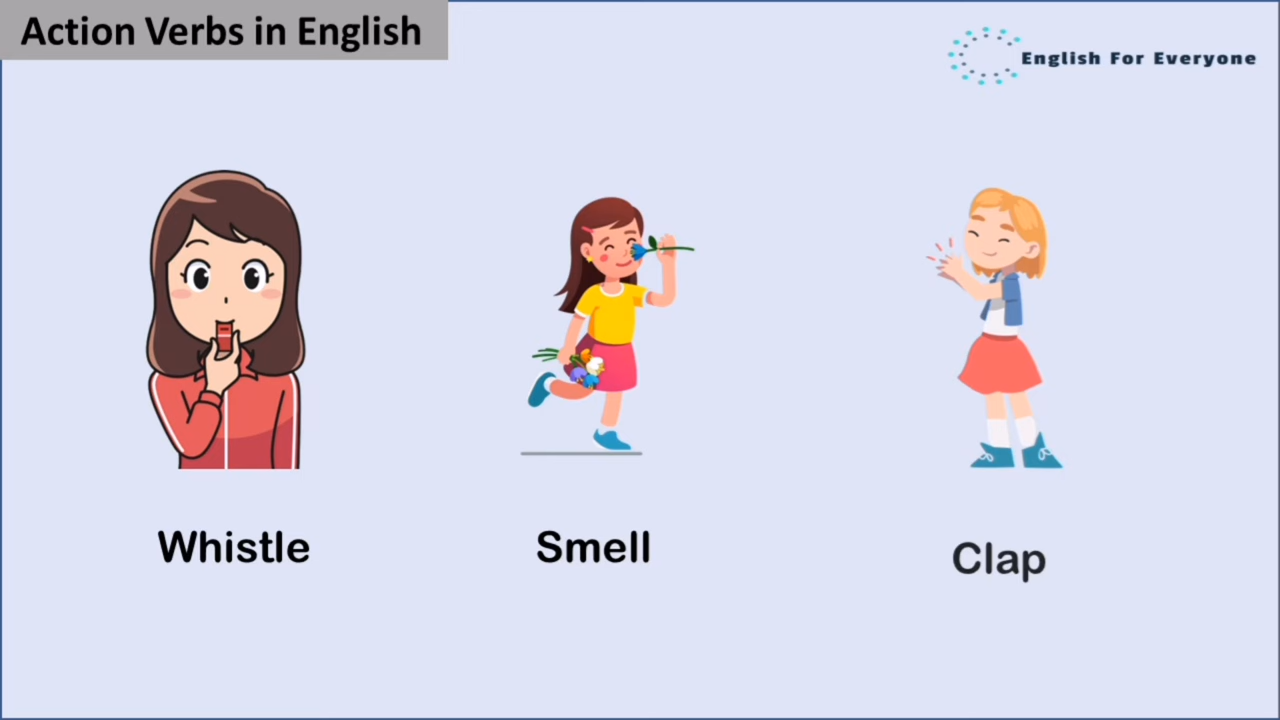 Action Verbs in English
English For Everyone
Whistle
Smell
Clap